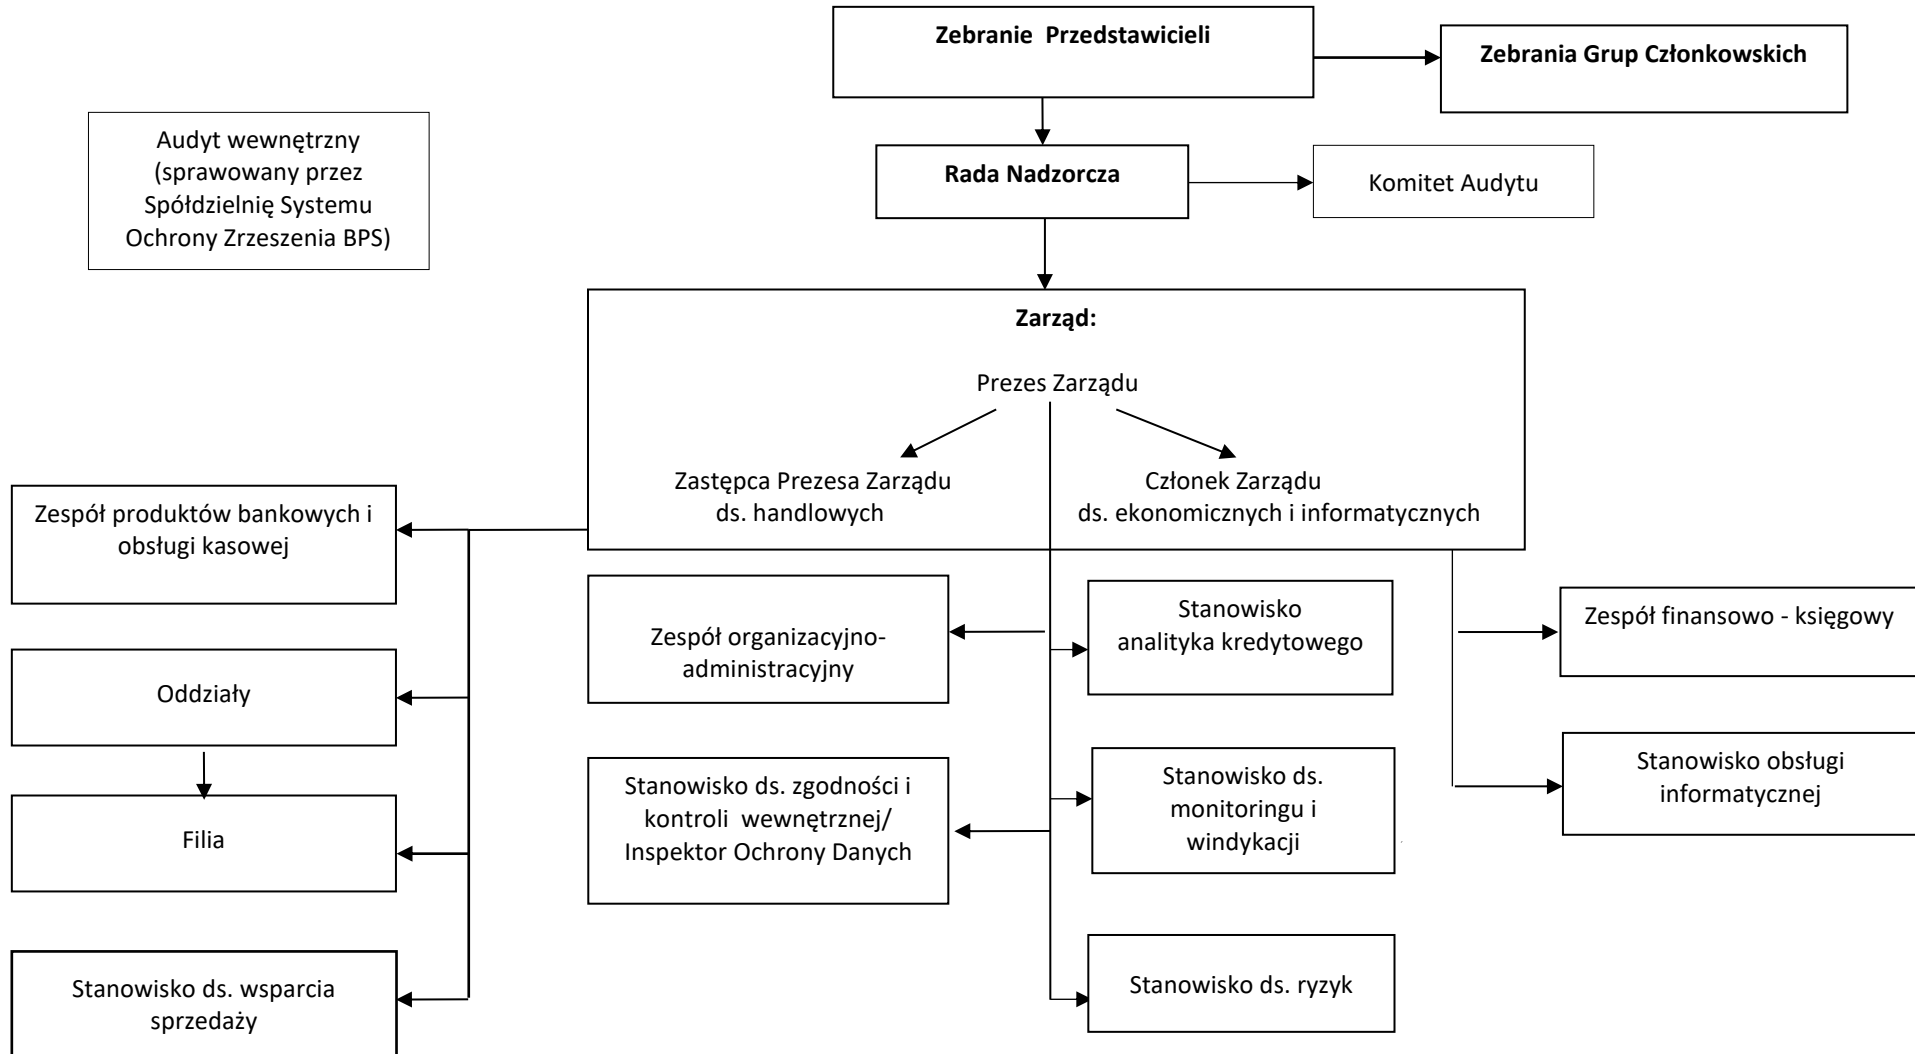 Zebranie Przedstawicieli
Zebrania Grup Członkowskich
Audyt wewnętrzny
(sprawowany przez
Spółdzielnię Systemu
Ochrony Zrzeszenia BPS)
Rada Nadzorcza
Komitet Audytu
Zarząd:
Prezes Zarządu
Zastępca Prezesa Zarządu
ds. handlowych
Członek Zarządu
ds. ekonomicznych i informatycznych
Zespół produktów bankowych i
obsługi kasowej
Oddziały
Filia
Stanowisko ds. wsparcia
sprzedaży
Zespół organizacyjno-
administracyjny
Stanowisko ds. zgodności i
kontroli wewnętrznej/
Inspektor Ochrony Danych
Stanowisko
analityka kredytowego
Stanowisko ds.
monitoringu i
windykacji
Stanowisko ds. ryzyk
Zespół finansowo - księgowy
Stanowisko obsługi
informatycznej